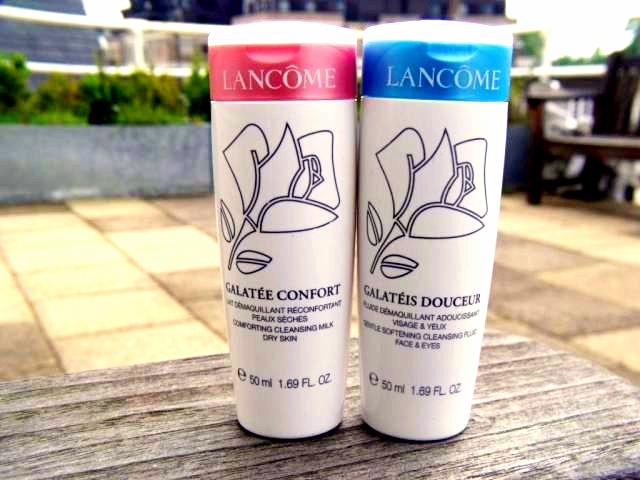 LANCÔME
GALATÉE CONFORT
LAIT DÉMAQUILLANT RÉCONFORTANT
PEAUX SÈCHES
COMFORTING CLEANSING MILK
DRY SKIN
e 50 ml 1.69 FL. OZ.
LANCÔME
GALATÉIS DOUCEUR
FLUIDE DÉMAQUILLANT ADOUCISSANT
VISAGE & YEUX
GENTLE SOFTENING CLEANSING FLUID
FACE & EYES
e 50 ml 1.69 FL. OZ.